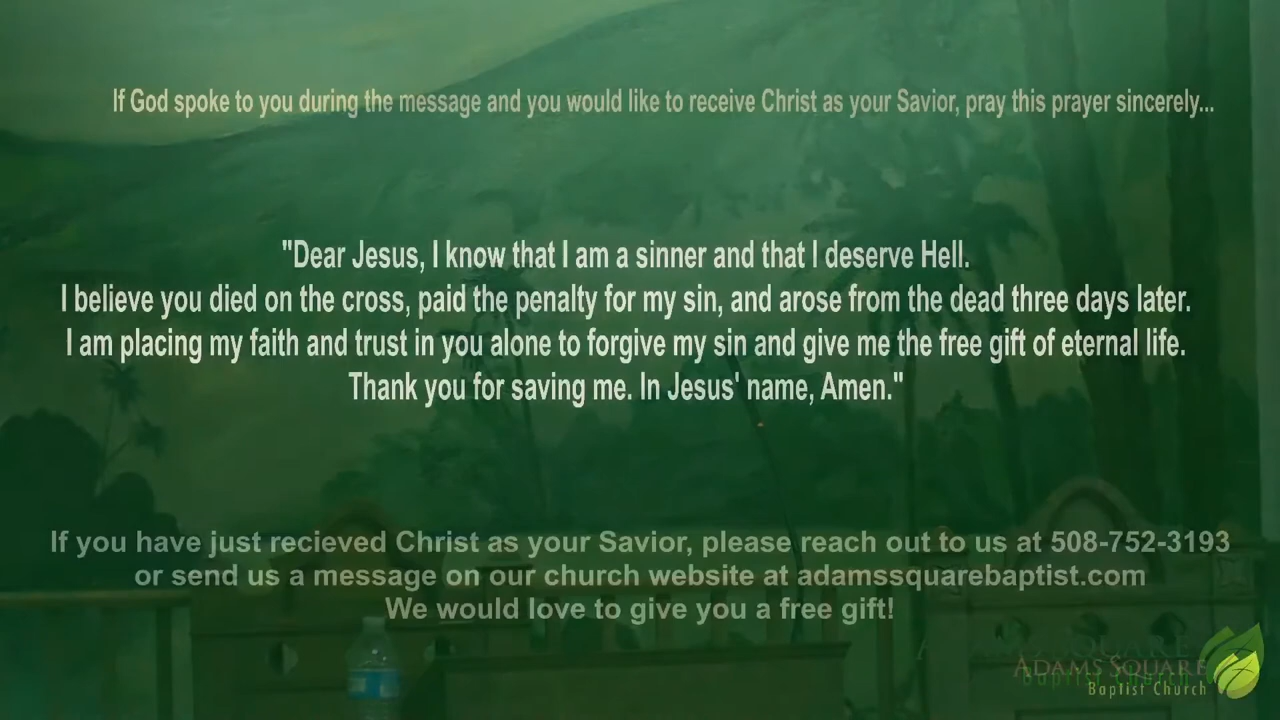 If God spoke to you during the message and you would like to receive Christ as your Savior, pray this prayer sincerely...
"Dear Jesus, I know that I am a sinner and that I deserve Hell.
I believe you died on the cross, paid the penalty for my sin, and arose from the dead three days later.
I am placing my faith and trust in you alone to forgive my sin and give me the free gift of eternal life.
Thank you for saving me. In Jesus' name, Amen."
If you have just recieved Christ as your Savior, please reach out to us at 508-752-3193
or send us a message on our church website at adamssquarebaptist.com
We would love to give you a free gift!
ADAMS SQUARE
Baptist Church